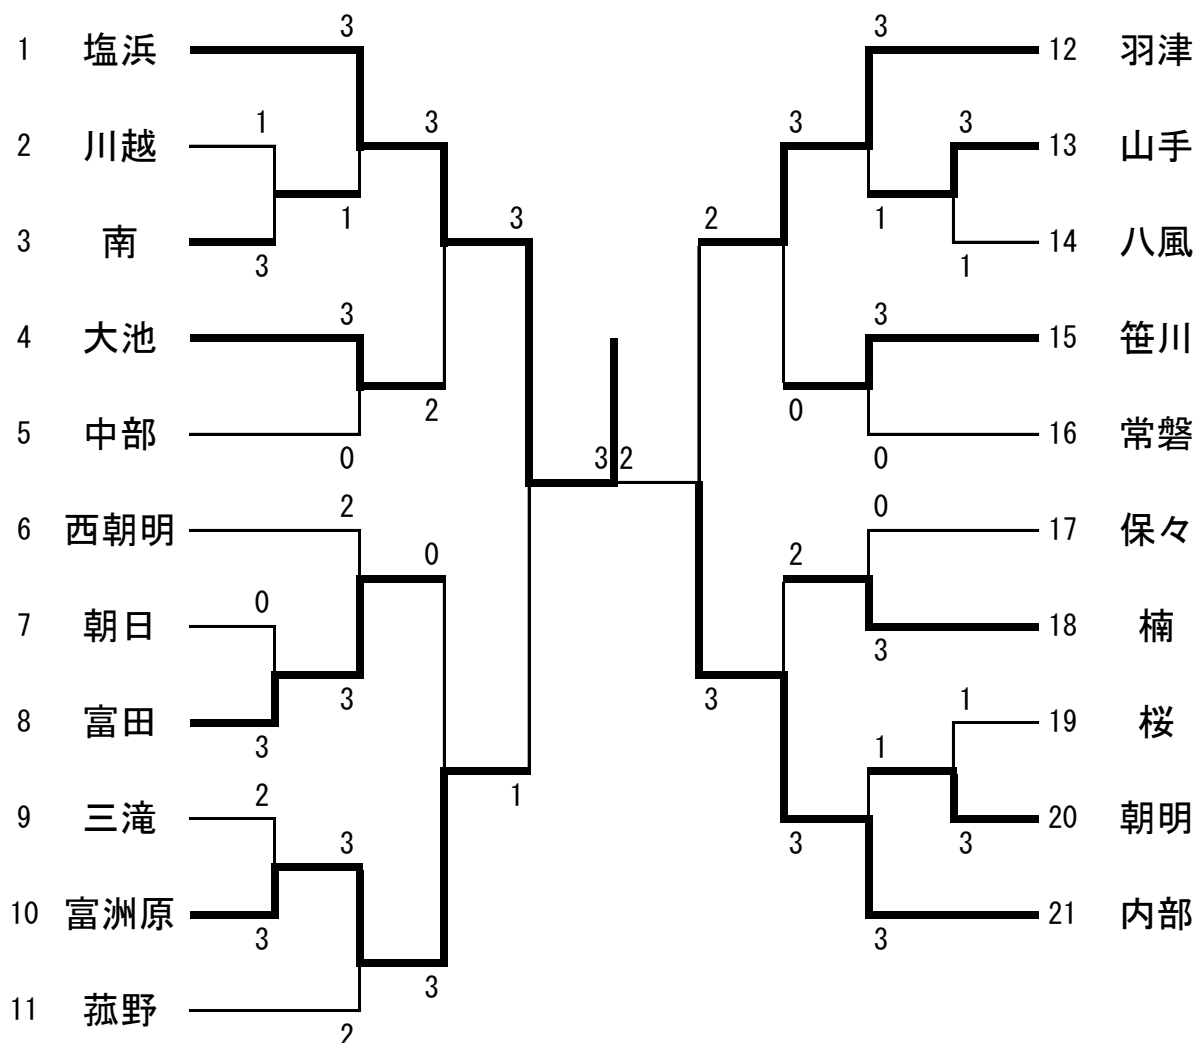 3 3
1 塩浜 12 羽津
1 3 3 3
2 川越 13 山手
1 3 2 1
3 南 14 八風
3 1
3 3
4 大池 15 笹川
2 0
5 中部 16 常磐
0 3 2 0
2 0
6 西朝明 17 保々
0 2
0
7 朝日 18 楠
3 3 3
8 富田 1 19 桜
3 1
2 1
9 三滝 20 朝明
3 3 3
10 富洲原 21 内部
3 3
3
11 菰野
2